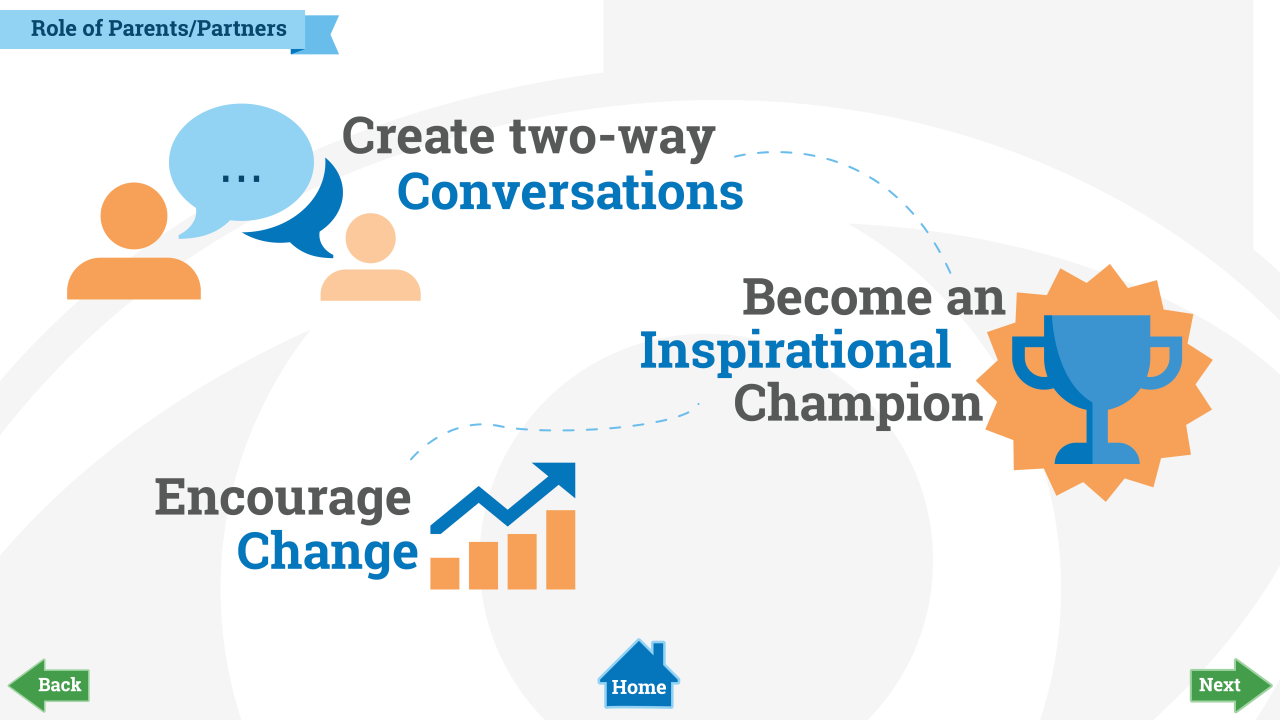 Role of Parents/Partners
...
Create two-way
Conversations
Become an
Inspirational
Champion
Encourage
Change
Back
Home
Next